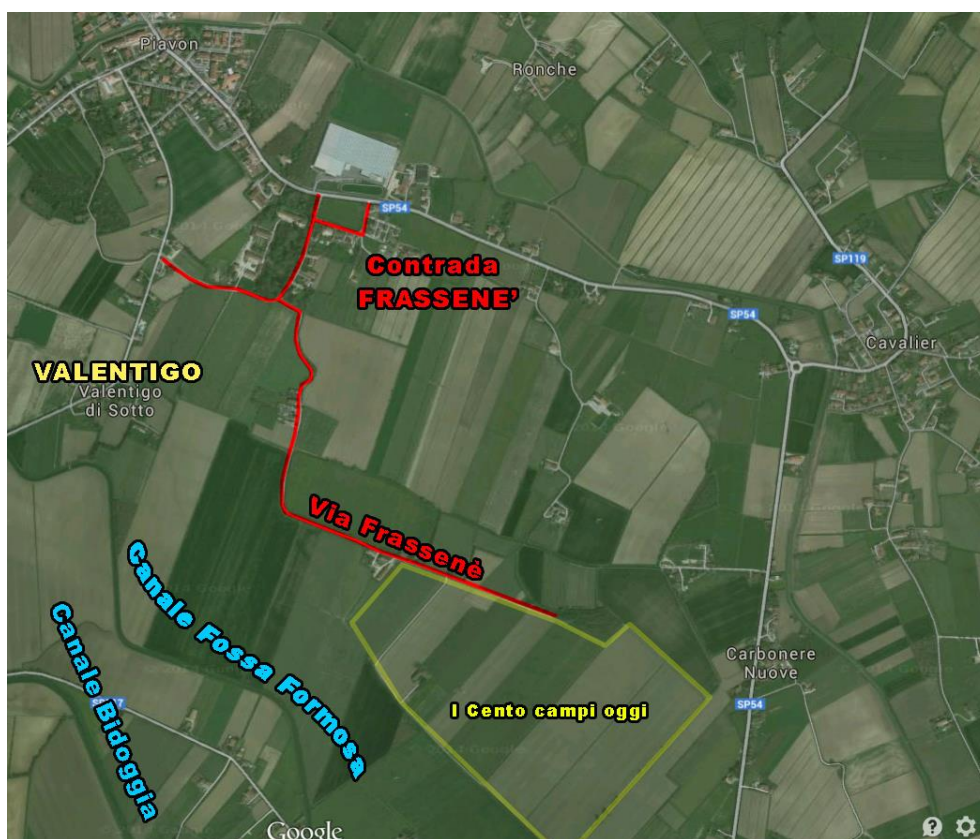 Piavon
Ronche
SP54
Contrada
FRASSENE'
SP119
SP54
Cavalier
VALENTIGO
Valentigo
di Sotto
Via Frassenè
Canale Fossa Formosa
Canale Bidoggia
Carbonere
Nuove
SP54
I Cento campi oggi
Google
?